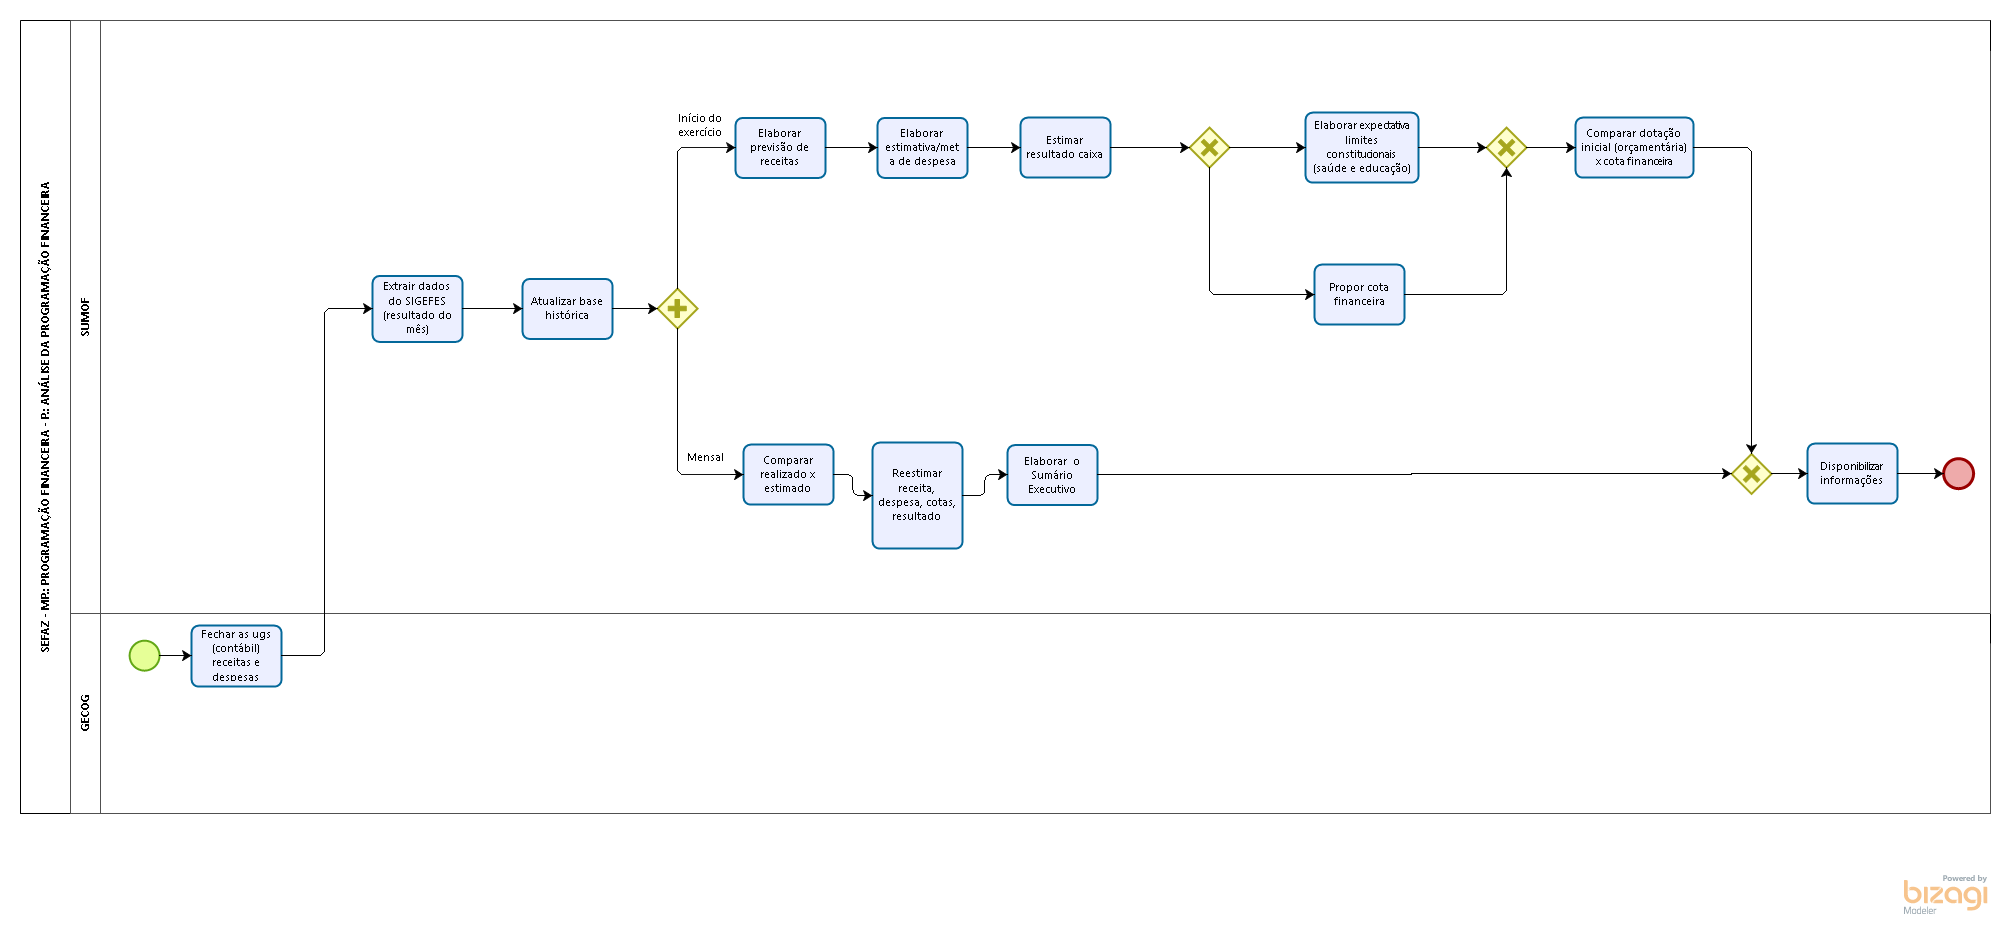 SEFAZ - MP.: PROGRAMAÇÃO FINANCEIRA - P.: ANÁLISE DA PROGRAMAÇÃO FINANCEIRA
SUMOF
Início do
exercício
Elaborar
previsão de
receitas
Elaborar
estimativa/met
a de despesa
Estimar
resultado caixa
Elaborar expectativa
limites
constitucionais
(saúde e educação)
Comparar dotação
inicial (orçamentária)
x cota financeira
Propor cota
financeira
Extrair dados
do SIGEFES
(resultado do
mês)
Atualizar base
histórica
Mensal
Comparar
realizado x
estimado
Reestimar
receita,
despesa, cotas,
resultado
Elaborar o
Sumário
Executivo
Disponibilizar
informações
GECOG
Fechar as ugs
(contábil)
receitas e
despesas
Powered by
bizagi
Modeler